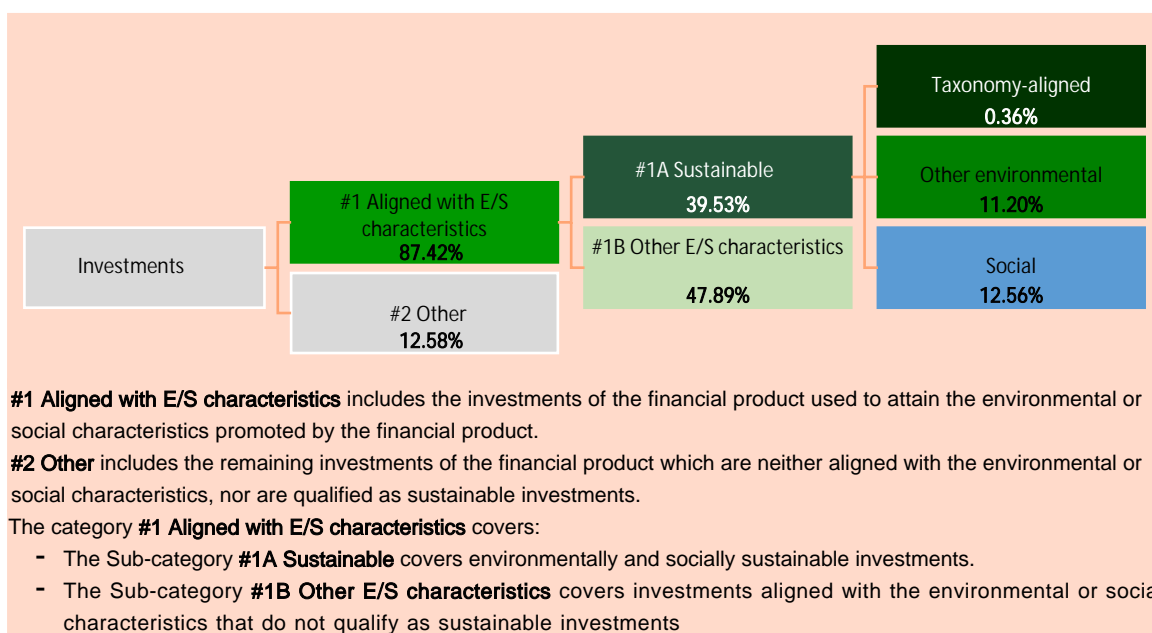 Investments
#1 Aligned with E/S
characteristics
87.42%
#2 Other
12.58%
#1A Sustainable
39.53%
#1B Other E/S characteristics
47.89%
Taxonomy-aligned
0.36%
Other environmental
11.20%
Social
12.56%
#1 Aligned with E/S characteristics includes the investments of the financial product used to attain the environmental or
social characteristics promoted by the financial product.
#2 Other includes the remaining investments of the financial product which are neither aligned with the environmental or
social characteristics, nor are qualified as sustainable investments.
The category #1 Aligned with E/S characteristics covers:
- The Sub-category #1A Sustainable covers environmentally and socially sustainable investments.
- The Sub-category #1B Other E/S characteristics covers investments aligned with the environmental or socia
characteristics that do not qualify as sustainable investments